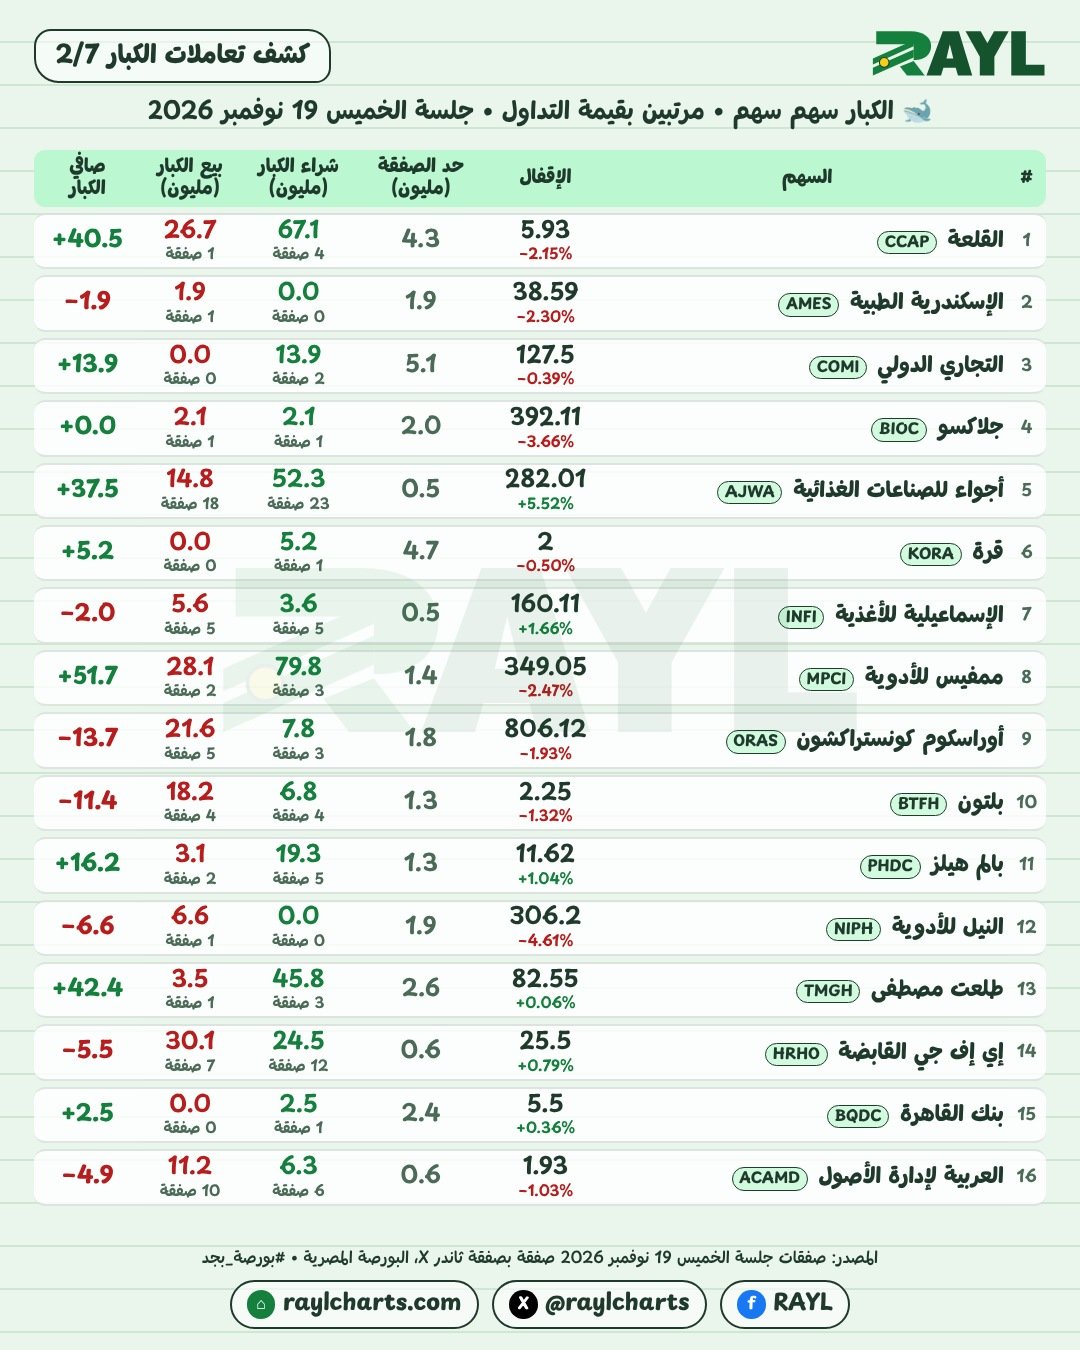 RAYL
كشف تعاملات الكبار 2/7
🐋 الكبار سهم سهم • مرتبين بقيمة التداول • جلسة الخميس 19 نوفمبر 2026
# السهم الإقفال حد الصفقة (مليون) شراء الكبار (مليون) بيع الكبار (مليون) صافي الكبار
1 القلعة CCAP 5.93 −2.15% 4.3 67.1 4 صفقة 26.7 1 صفقة +40.5
2 الإسكندرية الطبية AMES 38.59 −2.30% 1.9 0.0 0 صفقة 1.9 1 صفقة −1.9
3 التجاري الدولي COMI 127.5 −0.39% 5.1 13.9 2 صفقة 0.0 0 صفقة +13.9
4 جلاكسو BIOC 392.11 −3.66% 2.0 2.1 1 صفقة 2.1 1 صفقة +0.0
5 أجواء للصناعات الغذائية AJWA 282.01 +5.52% 0.5 52.3 23 صفقة 14.8 18 صفقة +37.5
6 قرة KORA 2 −0.50% 4.7 5.2 1 صفقة 0.0 0 صفقة +5.2
7 الإسماعيلية للأغذية INFI 160.11 +1.66% 0.5 3.6 5 صفقة 5.6 5 صفقة −2.0
8 ممفيس للأدوية MPCI 349.05 −2.47% 1.4 79.8 3 صفقة 28.1 2 صفقة +51.7
9 أوراسكوم كونستراكشون ORAS 806.12 −1.93% 1.8 7.8 3 صفقة 21.6 5 صفقة −13.7
10 بلتون BTFH 2.25 −1.32% 1.3 6.8 4 صفقة 18.2 4 صفقة −11.4
11 بالم هيلز PHDC 11.62 +1.04% 1.3 19.3 5 صفقة 3.1 2 صفقة +16.2
12 النيل للأدوية NIPH 306.2 −4.61% 1.9 0.0 0 صفقة 6.6 1 صفقة −6.6
13 طلعت مصطفى TMGH 82.55 +0.06% 2.6 45.8 3 صفقة 3.5 1 صفقة +42.4
14 إي إف جي القابضة HRHO 25.5 +0.79% 0.6 24.5 12 صفقة 30.1 7 صفقة −5.5
15 بنك القاهرة BQDC 5.5 +0.36% 2.4 2.5 1 صفقة 0.0 0 صفقة +2.5
16 العربية لإدارة الأصول ACAMD 1.93 −1.03% 0.6 6.3 6 صفقة 11.2 10 صفقة −4.9
RAYL
المصدر: صفقات جلسة الخميس 19 نوفمبر 2026 صفقة بصفقة ثاندر X، البورصة المصرية • #بورصة_بجد
raylcharts.com
X @raylcharts
f RAYL